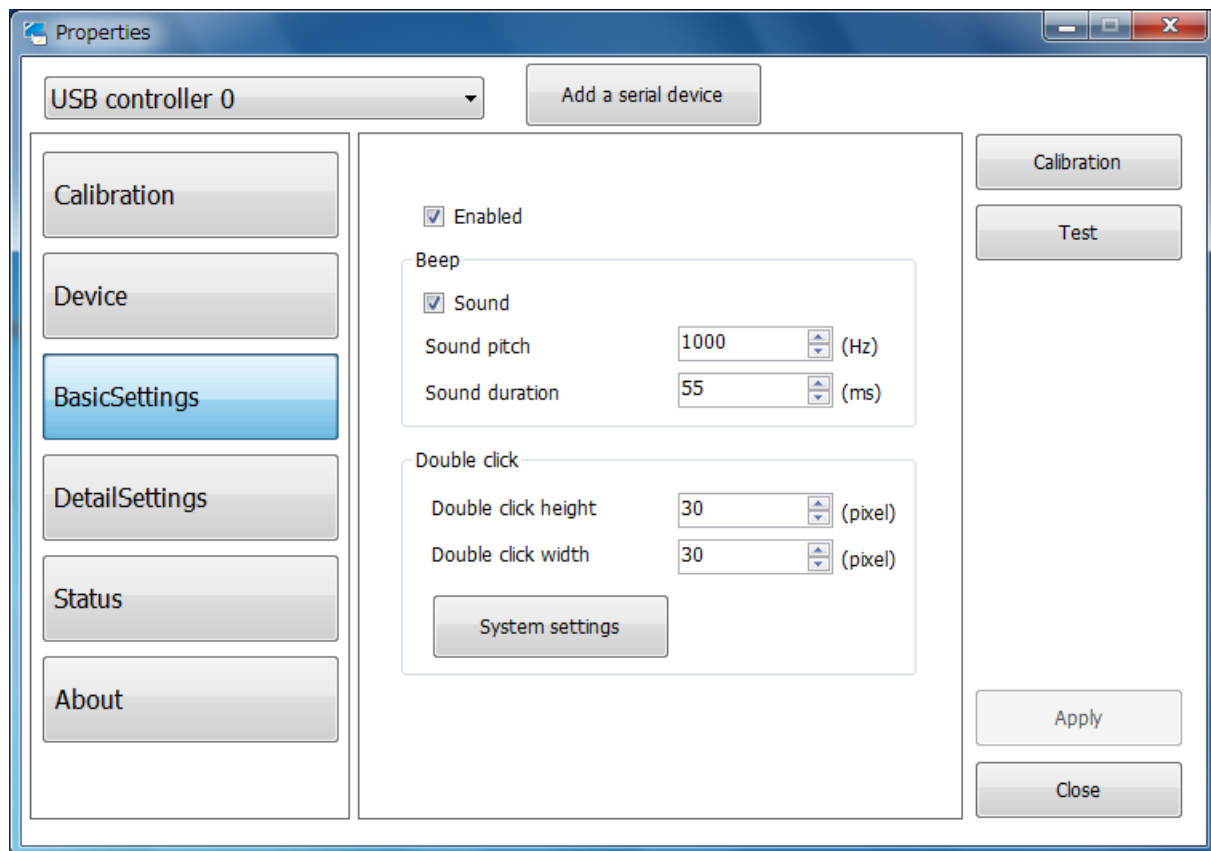 Properties
USB controller 0
Add a serial device
Calibration
Device
BasicSettings
DetailSettings
Status
About
Enabled
Beep
Sound
Sound pitch 1000 (Hz)
Sound duration 55 (ms)
Double click
Double click height 30 (pixel)
Double click width 30 (pixel)
System settings
Calibration
Test
Apply
Close